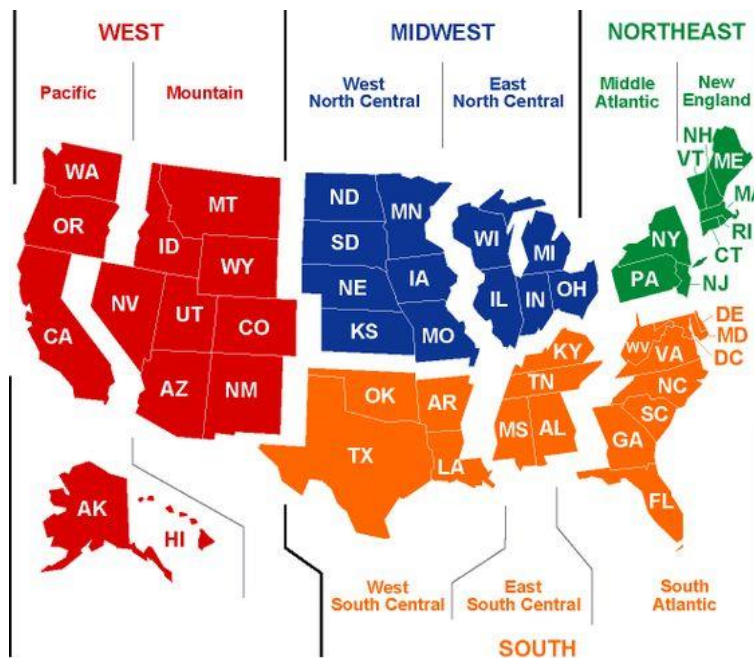 WEST
MIDWEST
NORTHEAST
Pacific
Mountain
West
North Central
East
North Central
Middle
Atlantic
New
England
WA
OR
CA
NV
ID
MT
WY
UT
CO
AZ
NM
AK
HI
ND
SD
NE
KS
MN
IA
MO
WI
MI
IL
IN
OH
NH
VT
ME
MA
RI
CT
NY
PA
NJ
DE
MD
DC
WV
VA
NC
SC
GA
FL
KY
TN
MS
AL
OK
AR
TX
LA
West
South Central
East
South Central
South
Atlantic
SOUTH